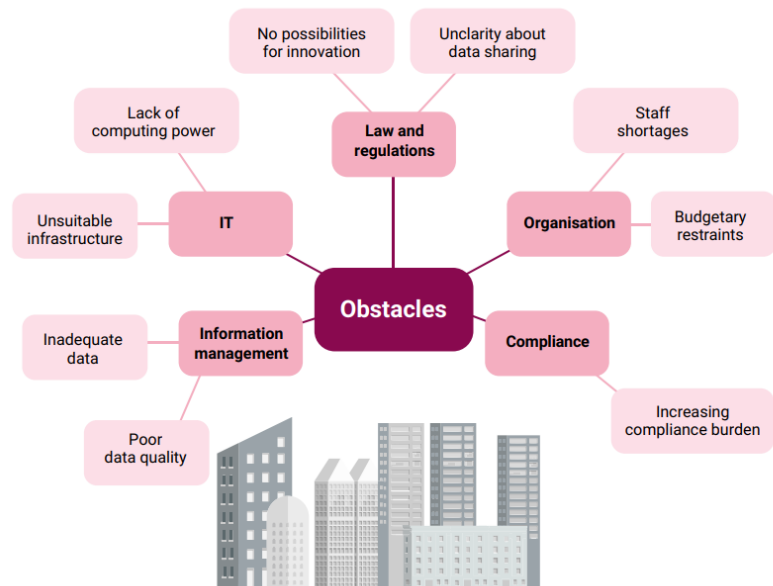 No possibilities
for innovation
Unclarity about
data sharing
Lack of
computing power
Law and
regulations
Staff
shortages
Unsuitable
infrastructure
IT
Organisation
Budgetary
restraints
Obstacles
Inadequate
data
Information
management
Compliance
Poor
data quality
Increasing
compliance burden